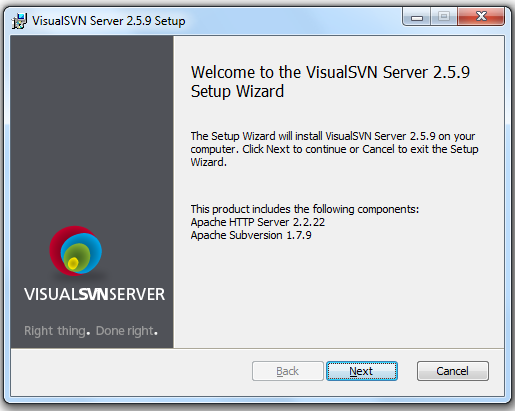 VisualSVN Server 2.5.9 Setup
Welcome to the VisualSVN Server 2.5.9
Setup Wizard
The Setup Wizard will install VisualSVN Server 2.5.9 on your
computer. Click Next to continue or Cancel to exit the Setup
Wizard.
This product includes the following components:
Apache HTTP Server 2.2.22
Apache Subversion 1.7.9
VISUALSVNSERVER
Right thing. Done right.
Back Next Cancel